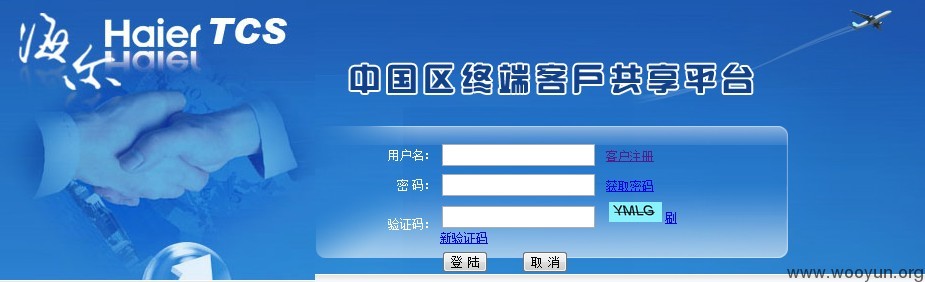 海尔
Haier TCS
中国区终端客户共享平台
用户名:
客户注册
密 码:
获取密码
验证码:
YMLG
刷
新验证码
登 陆
取 消
1
www.wooyun.org